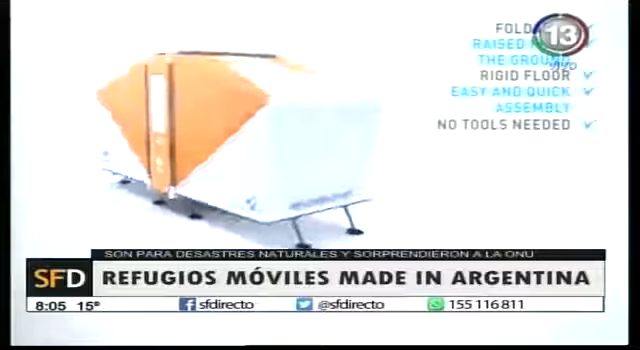 FOLD
13
RAISED
THE GROUND
RIGID FLOOR
EASY AND QUICK
ASSEMBLY
NO TOOLS NEEDED
SON PARA DESASTRES NATURALES Y SORPRENDIERON A LA ONU
SFD
REFUGIOS MÓVILES MADE IN ARGENTINA
8:05 15º
sfdirecto
@sfdirecto
155 116 811